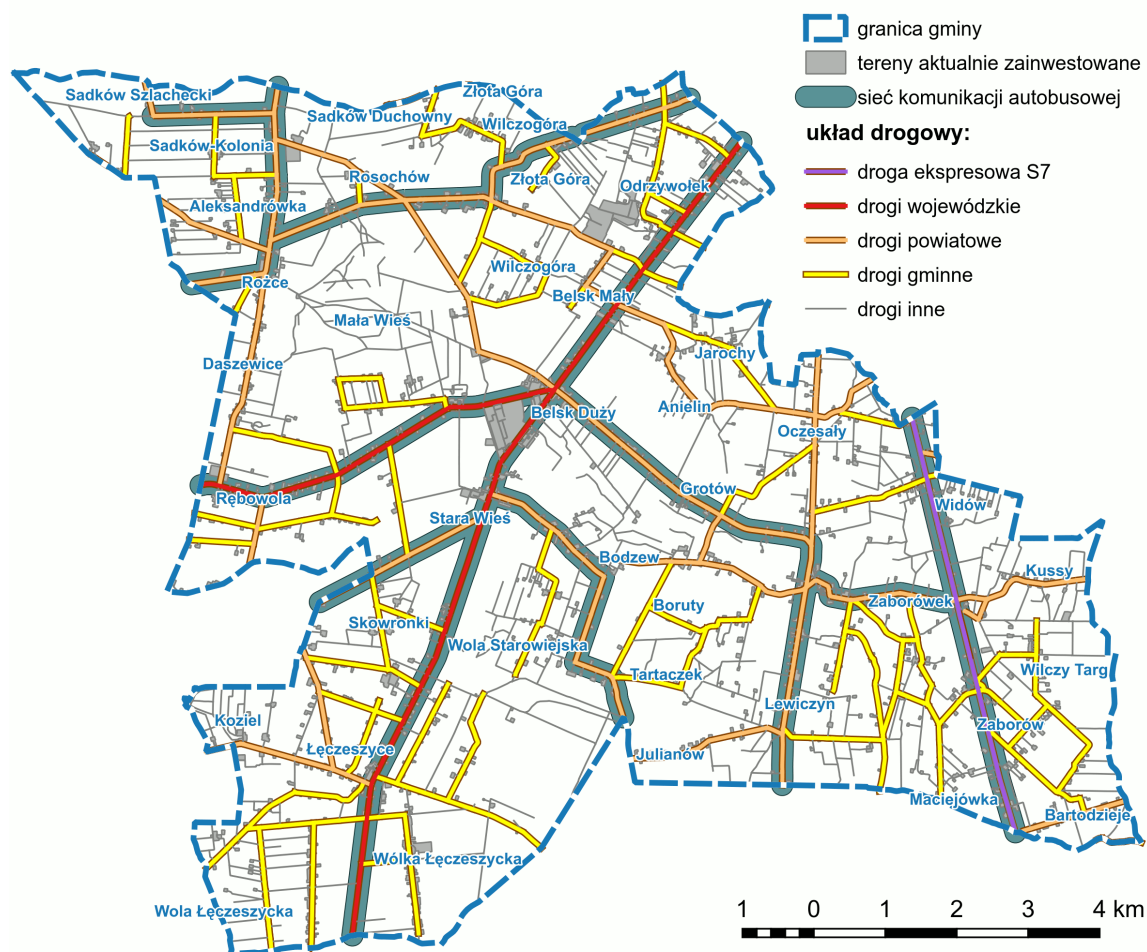 granica gminy
tereny aktualnie zainwestowane
sieć komunikacji autobusowej
układ drogowy:
droga ekspresowa S7
drogi wojewódzkie
drogi powiatowe
drogi gminne
drogi inne
Sadków Szlachecki
Złota Góra
Sadków Duchowny
Wilczogóra
Sadków-Kolonia
Rosochów
Złota Góra
Odrzywołek
Aleksandrówka
Wilczogóra
Rożce
Belsk Mały
Mała Wieś
Jarochy
Daszewice
Anielin
Belsk Duży
Oczesały
Grotów
Rębowola
Widów
Stara Wieś
Bodzew
Kussy
Boruty
Zaborówek
Skowronki
Wola Starowiejska
Tartaczek
Wilczy Targ
Lewiczyn
Koziel
Zaborów
Łęczeszyce
Julianów
Maciejówka
Bartodzieje
Wólka Łęczeszycka
Wola Łęczeszycka
1 0 1 2 3 4 km